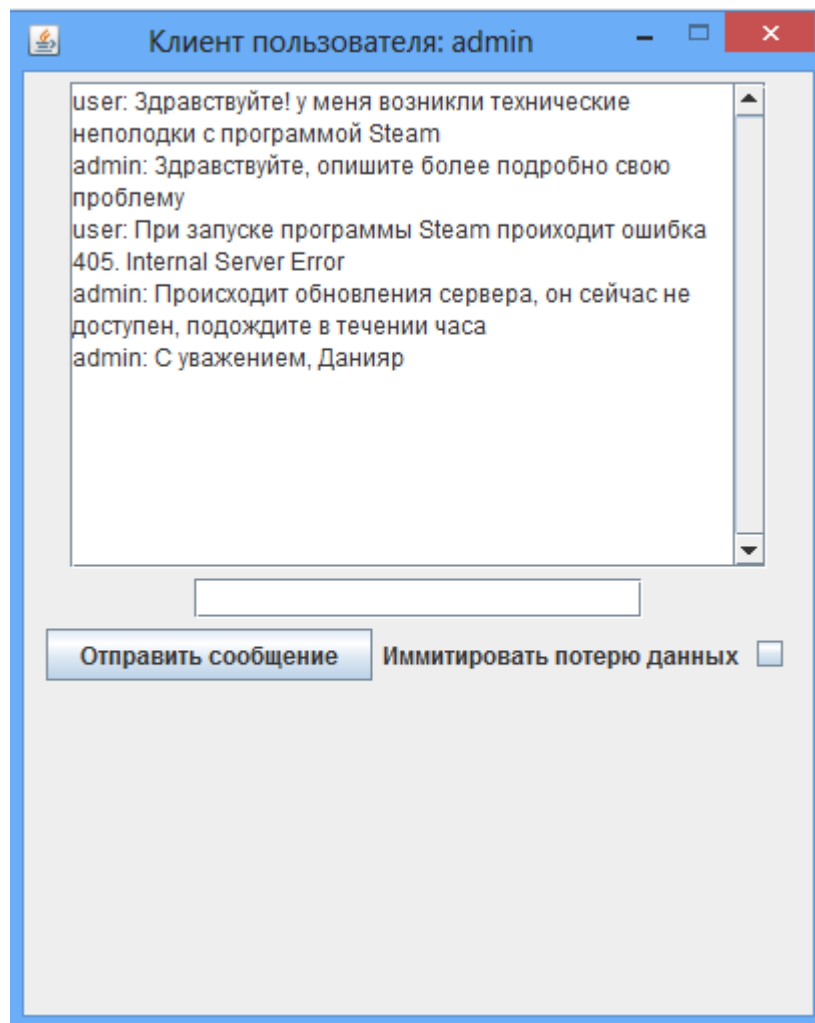 Клиент пользователя: admin
user: Здравствуйте! у меня возникли технические
неполодки с программой Steam
admin: Здравствуйте, опишите более подробно свою
проблему
user: При запуске программы Steam проиходит ошибка
405. Internal Server Error
admin: Происходит обновления сервера, он сейчас не
доступен, подождите в течении часа
admin: С уважением, Данияр
Отправить сообщение Иммитировать потерю данных